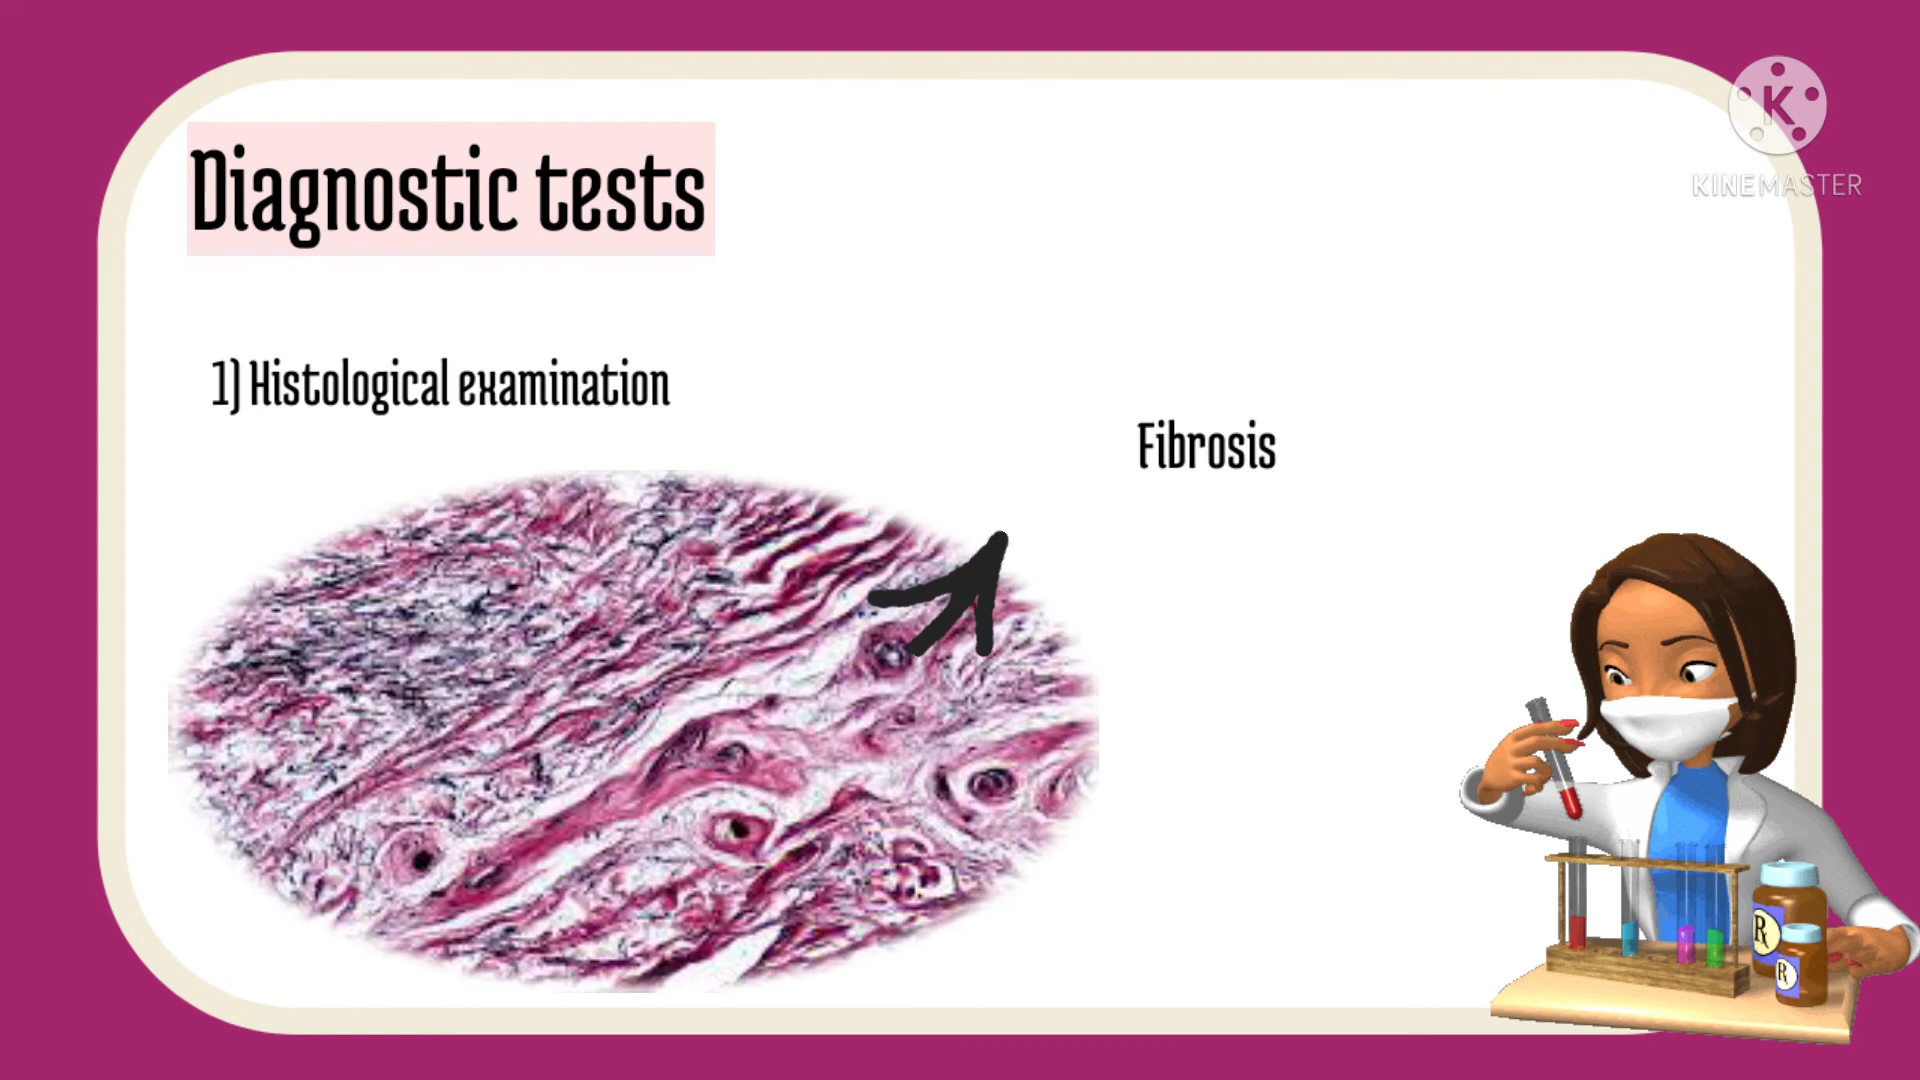 Diagnostic tests
K
KINEMASTER
1) Histological examination
Fibrosis
R
R